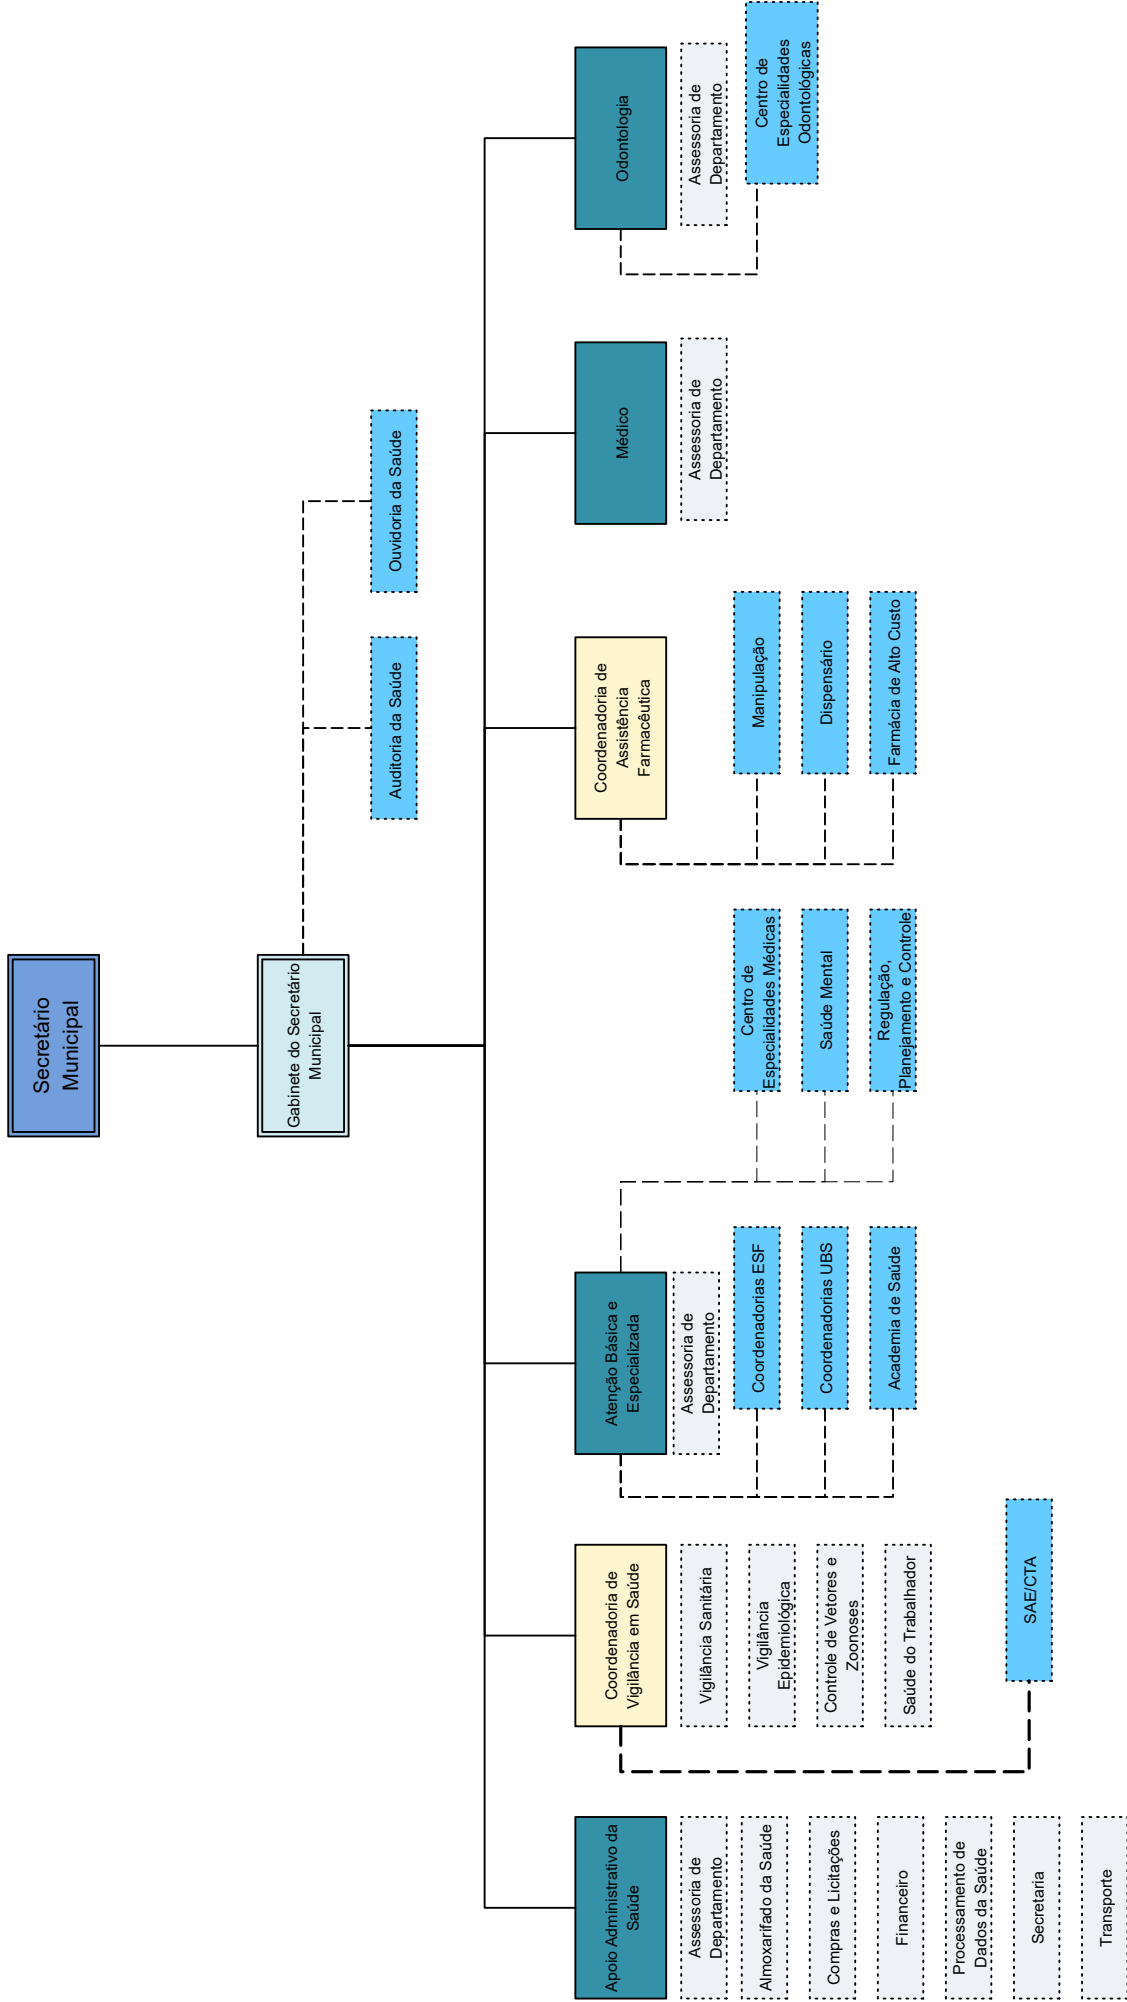 Secretário
Municipal
Gabinete do Secretário
Municipal
Auditoria da Saúde
Ouvidoria da Saúde
Apoio Administrativo da
Saúde
Assessoria de
Departamento
Almoxarifado da Saúde
Compras e Licitações
Financeiro
Processamento de
Dados da Saúde
Secretaria
Transporte
Coordenadoria de
Vigilância em Saúde
Vigilância Sanitária
Vigilância
Epidemiológica
Controle de Vetores e
Zoonoses
Saúde do Trabalhador
SAE/CTA
Atenção Básica e
Especializada
Assessoria de
Departamento
Coordenadorias ESF
Coordenadorias UBS
Academia de Saúde
Centro de
Especialidades Médicas
Saúde Mental
Regulação,
Planejamento e Controle
Coordenadoria de
Assistência
Farmacêutica
Manipulação
Dispensário
Farmácia de Alto Custo
Médico
Assessoria de
Departamento
Odontologia
Assessoria de
Departamento
Centro de
Especialidades
Odontológicas